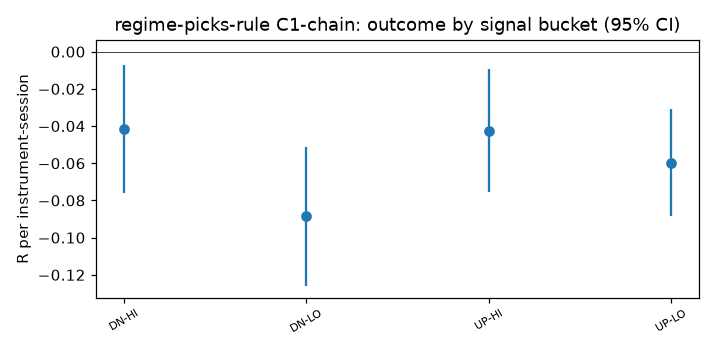 regime-picks-rule C1-chain: outcome by signal bucket (95% CI)
R per instrument-session
0.00
−0.02
−0.04
−0.06
−0.08
−0.10
−0.12
DN-HI
DN-LO
UP-HI
UP-LO